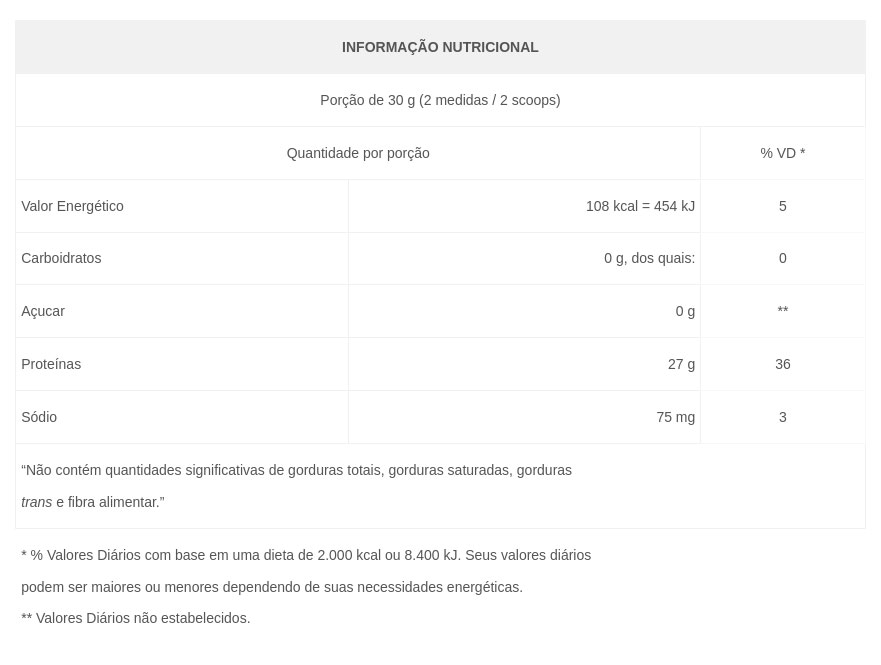 INFORMAÇÃO NUTRICIONAL
Porção de 30 g (2 medidas / 2 scoops)
Quantidade por porção % VD *
Valor Energético 108 kcal = 454 kJ 5
Carboidratos 0 g, dos quais: 0
Açucar 0 g **
Proteínas 27 g 36
Sódio 75 mg 3
“Não contém quantidades significativas de gorduras totais, gorduras saturadas, gorduras
trans e fibra alimentar.”
* % Valores Diários com base em uma dieta de 2.000 kcal ou 8.400 kJ. Seus valores diários
podem ser maiores ou menores dependendo de suas necessidades energéticas.
** Valores Diários não estabelecidos.